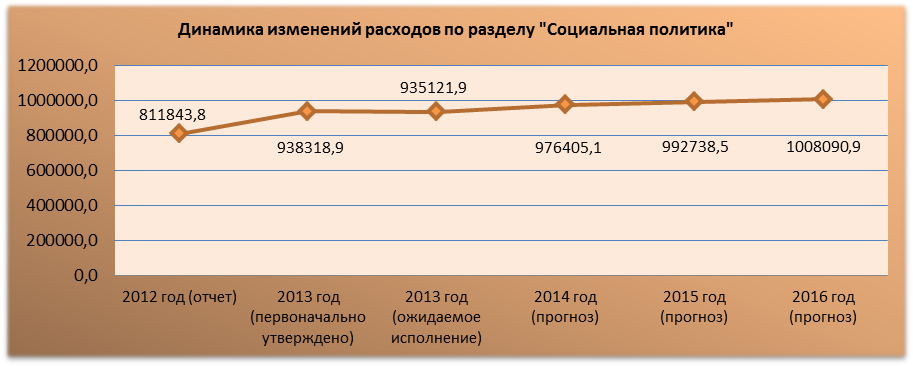 Динамика изменений расходов по разделу "Социальная политика"
1200000,0
1000000,0
800000,0
600000,0
400000,0
200000,0
0,0
811843,8
938318,9
935121,9
976405,1
992738,5
1008090,9
2012 год (отчет)
2013 год
(первоначально
утверждено)
2013 год
(ожидаемое
исполнение)
2014 год
(прогноз)
2015 год
(прогноз)
2016 год
(прогноз)